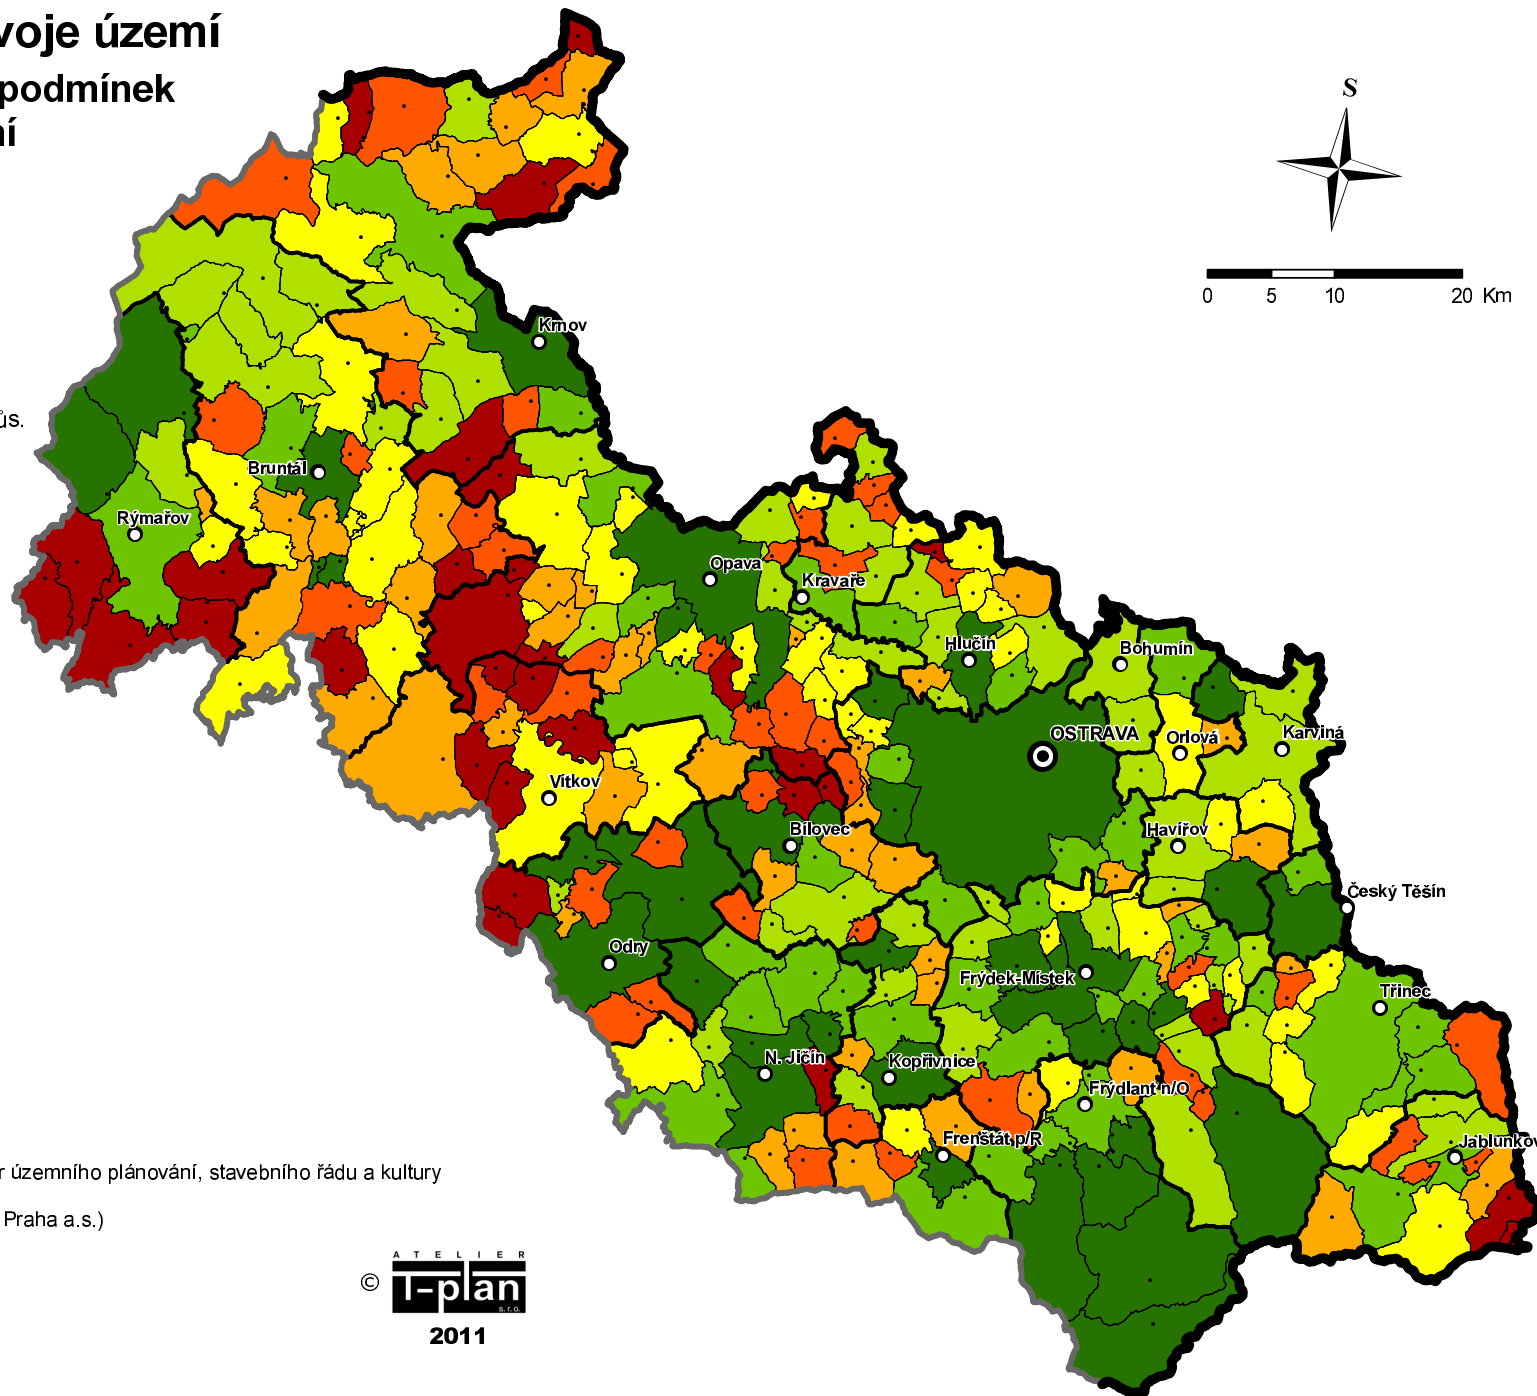 voje území
podmínek
ní
S
0 5 10 20 Km
Krnov
ůs.
Bruntál
Rýmařov
Opava
Kravaře
Hlučín
Bohumín
OSTRAVA
Orlová
Karviná
Vítkov
Bílovec
Havířov
Český Těšín
Odry
Frýdek-Místek
Třinec
N. Jičín
Kopřivnice
Frýdlant n/O
Frenštát p/R
Jablunkov
r územního plánování, stavebního řádu a kultury
Praha a.s.)
ATELIER
© T-plan
s.r.o.
2011